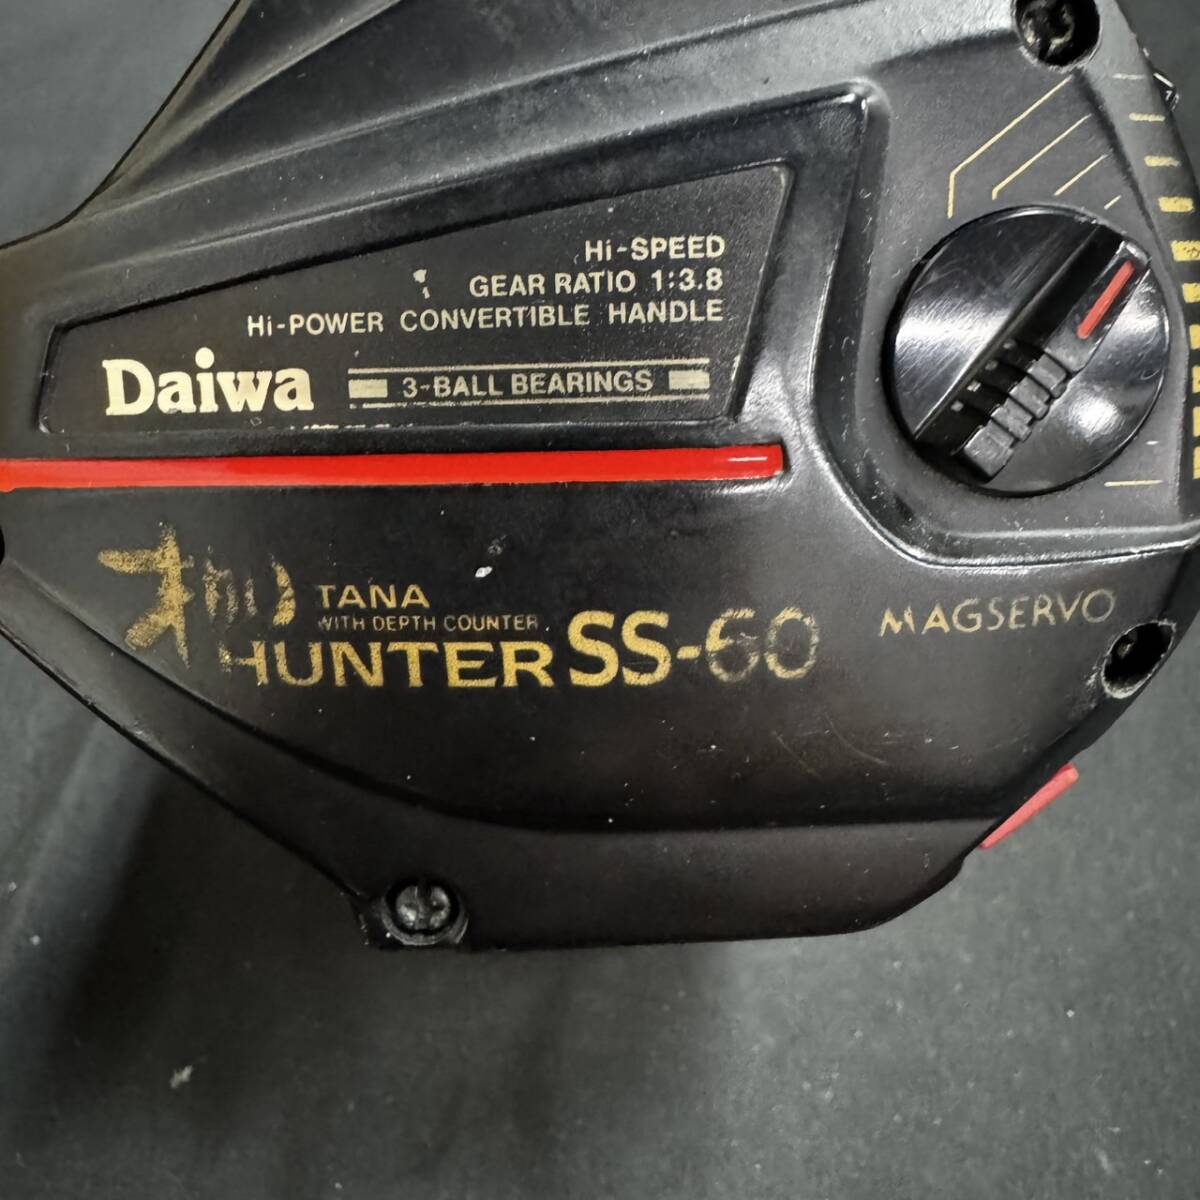 Hi-SPEED
GEAR RATIO 1:3.8
Hi-POWER CONVERTIBLE HANDLE
Daiwa 3-BALL BEARINGS
TANA
WITH DEPTH COUNTER
HUNTER SS-60
MAGSERVO